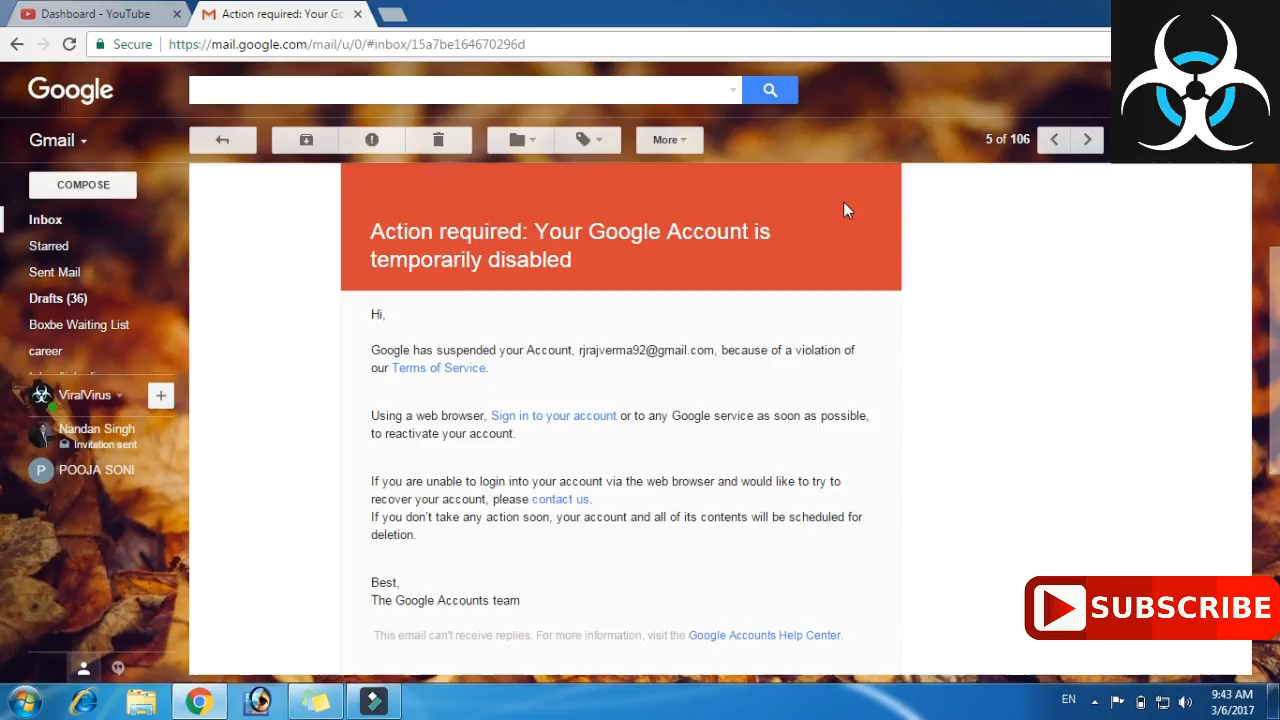 Dashboard - YouTube
Action required: Your Go
Secure
https://mail.google.com/mail/u/0/#inbox/15a7be164670296d
Google
Gmail
More
5 of 106
COMPOSE
Inbox
Starred
Sent Mail
Drafts (36)
Boxbe Waiting List
career
ViralVirus
Nandan Singh
Invitation sent
P
POOJA SONI
Action required: Your Google Account is
temporarily disabled
Hi,
Google has suspended your Account, rjrajverma92@gmail.com, because of a violation of
our Terms of Service.
Using a web browser, Sign in to your account or to any Google service as soon as possible,
to reactivate your account.
If you are unable to login into your account via the web browser and would like to try to
recover your account, please contact us.
If you don't take any action soon, your account and all of its contents will be scheduled for
deletion.
Best,
The Google Accounts team
This email can't receive replies. For more information, visit the Google Accounts Help Center.
SUBSCRIBE
EN
9:43 AM
3/6/2017